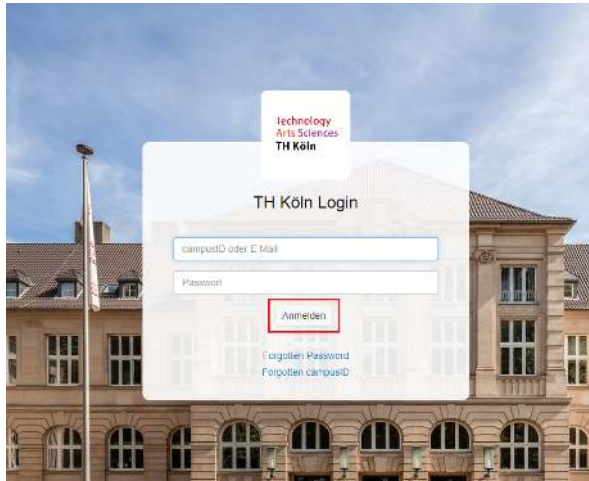 Technology
Arts Sciences
TH Köln
TH Köln Login
campusID oder E Mail
Passwort
Anmelden
Forgotten Password
Forgotten campusID